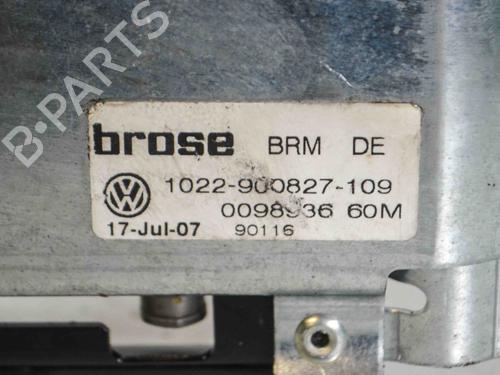 B-PARTS
brose BRM DE
1022-900827-109
0098936 60M
17-Jul-07 90116